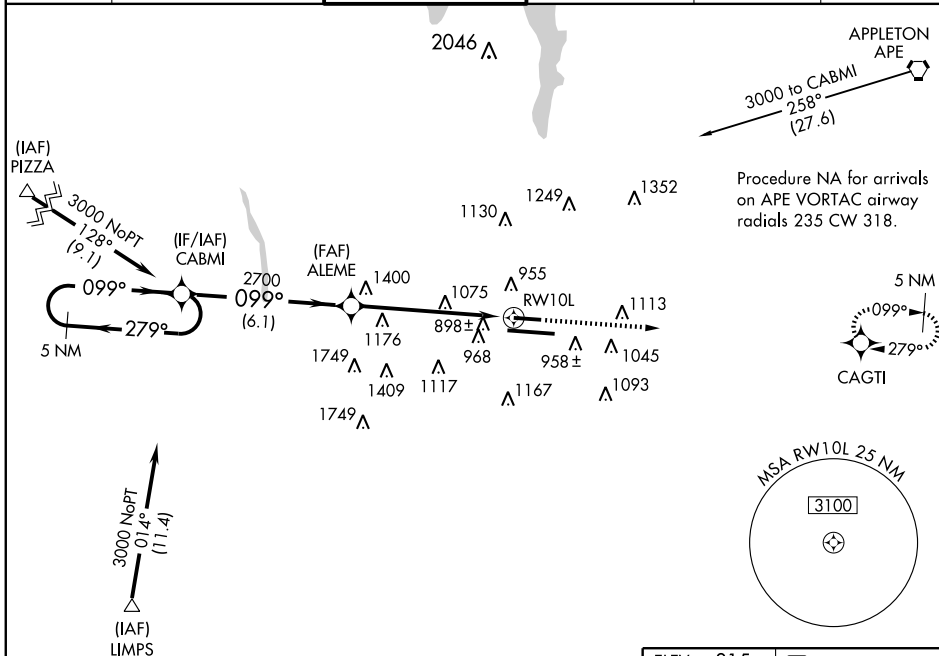 2046
APPLETON
APE
3000 to CABMI
258°
(27.6)
(IAF)
PIZZA
3000 NoPT
128°
(9.1)
1249
1352
1130
Procedure NA for arrivals
on APE VORTAC airway
radials 235 CW 318.
(IF/IAF)
CABMI
(FAF)
ALEME
2700
099°
(6.1)
1400
955
RW10L
1075
1113
5 NM
099°
279°
CAGTI
099°
279°
5 NM
898±
1176
968
958±
1045
1749
1409
1117
1167
1093
1749
MSA RW10L 25 NM
3100
3000 NoPT
014°
(11.4)
(IAF)
LIMPS